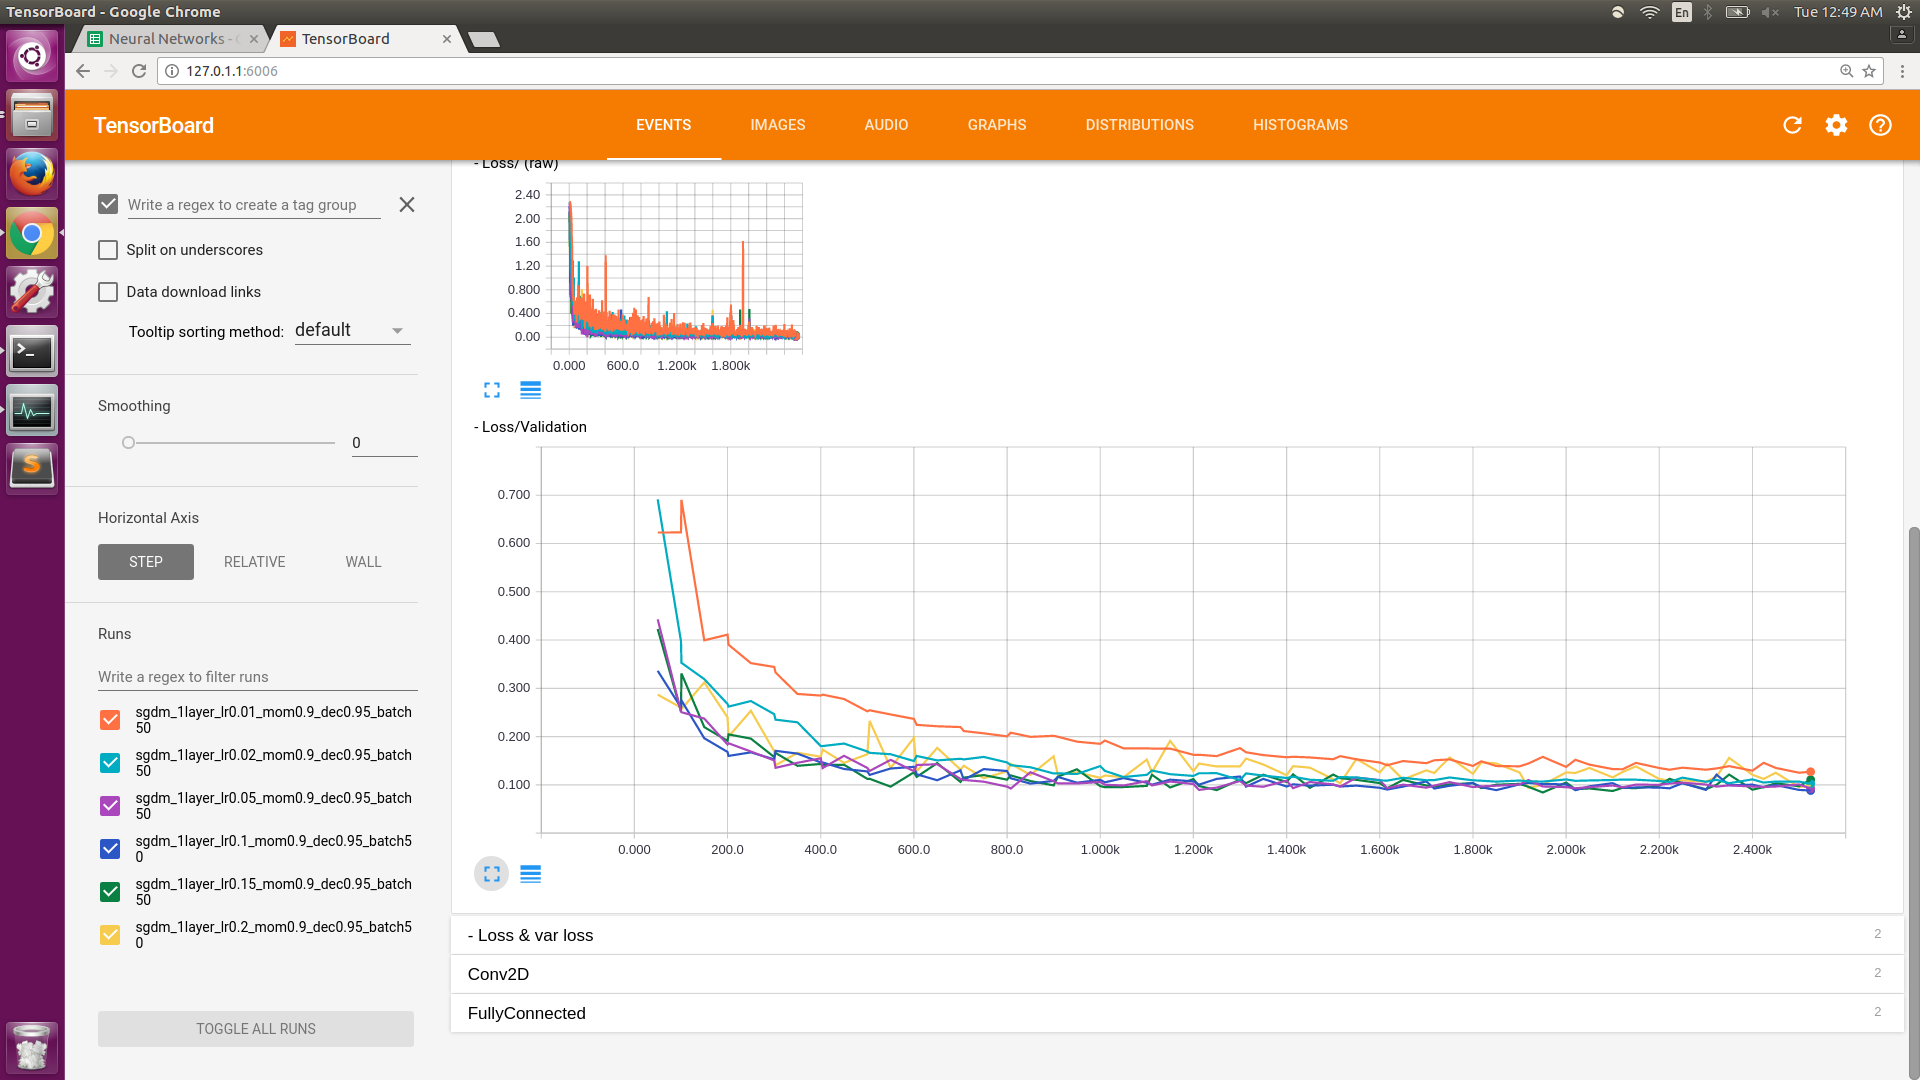 TensorBoard - Google Chrome
En
Tue 12:49 AM
Neural Networks -
TensorBoard
127.0.1.1:6006
TensorBoard
EVENTS
IMAGES
AUDIO
GRAPHS
DISTRIBUTIONS
HISTOGRAMS
Write a regex to create a tag group
Split on underscores
Data download links
Tooltip sorting method: default
Smoothing
0
Horizontal Axis
STEP
RELATIVE
WALL
Runs
Write a regex to filter runs
sgdm_1layer_lr0.01_mom0.9_dec0.95_batch
50
sgdm_1layer_lr0.02_mom0.9_dec0.95_batch
50
sgdm_1layer_lr0.05_mom0.9_dec0.95_batch
50
sgdm_1layer_lr0.1_mom0.9_dec0.95_batch5
0
sgdm_1layer_lr0.15_mom0.9_dec0.95_batch
50
sgdm_1layer_lr0.2_mom0.9_dec0.95_batch5
0
TOGGLE ALL RUNS
- Loss/ (raw)
2.40
2.00
1.60
1.20
0.800
0.400
0.00
0.000 600.0 1.200k 1.800k
- Loss/Validation
0.700
0.600
0.500
0.400
0.300
0.200
0.100
0.000 200.0 400.0 600.0 800.0 1.000k 1.200k 1.400k 1.600k 1.800k 2.000k 2.200k 2.400k
- Loss & var loss 2
Conv2D 2
FullyConnected 2